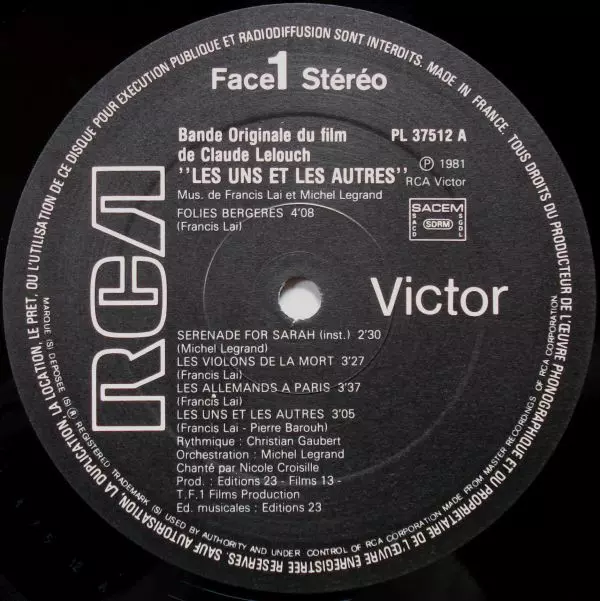 Face 1 Stéréo
Bande Originale du film
de Claude Lelouch
"LES UNS ET LES AUTRES"
Mus. de Francis Lai et Michel Legrand
PL 37512 A
Ⓟ 1981
RCA Victor
SACEM
SACD
SDRM
SGDL
FOLIES BERGERES 4'08
(Francis Lai)
RCA
Victor
SERENADE FOR SARAH (inst.) 2'30
(Michel Legrand)
LES VIOLONS DE LA MORT 3'27
(Francis Lai)
LES ALLEMANDS A PARIS 3'37
(Francis Lai)
LES UNS ET LES AUTRES 3'05
(Francis Lai - Pierre Barouh)
Rythmique : Christian Gaubert
Orchestration : Michel Legrand
Chanté par Nicole Croisille
Prod. : Editions 23 - Films 13 -
T.F.1 Films Production
Ed. musicales : Editions 23
MADE IN FRANCE. TOUS DROITS DU PRODUCTEUR DE L'ŒUVRE PHONOGRAPHIQUE ET DU PROPRIETAIRE DE L'ŒUVRE ENREGISTREE RESERVES. SAUF AUTORISATION, LA DUPLICATION, LA LOCATION, LE PRET, OU L'UTILISATION DE CE DISQUE POUR EXECUTION PUBLIQUE ET RADIODIFFUSION SONT INTERDITS.
MARQUE (S) DEPOSEE (S) ® REGISTERED TRADEMARK (S) USED BY AUTHORITY AND UNDER CONTROL OF RCA CORPORATION MADE FROM MASTER RECORDINGS OF RCA CORPORATION